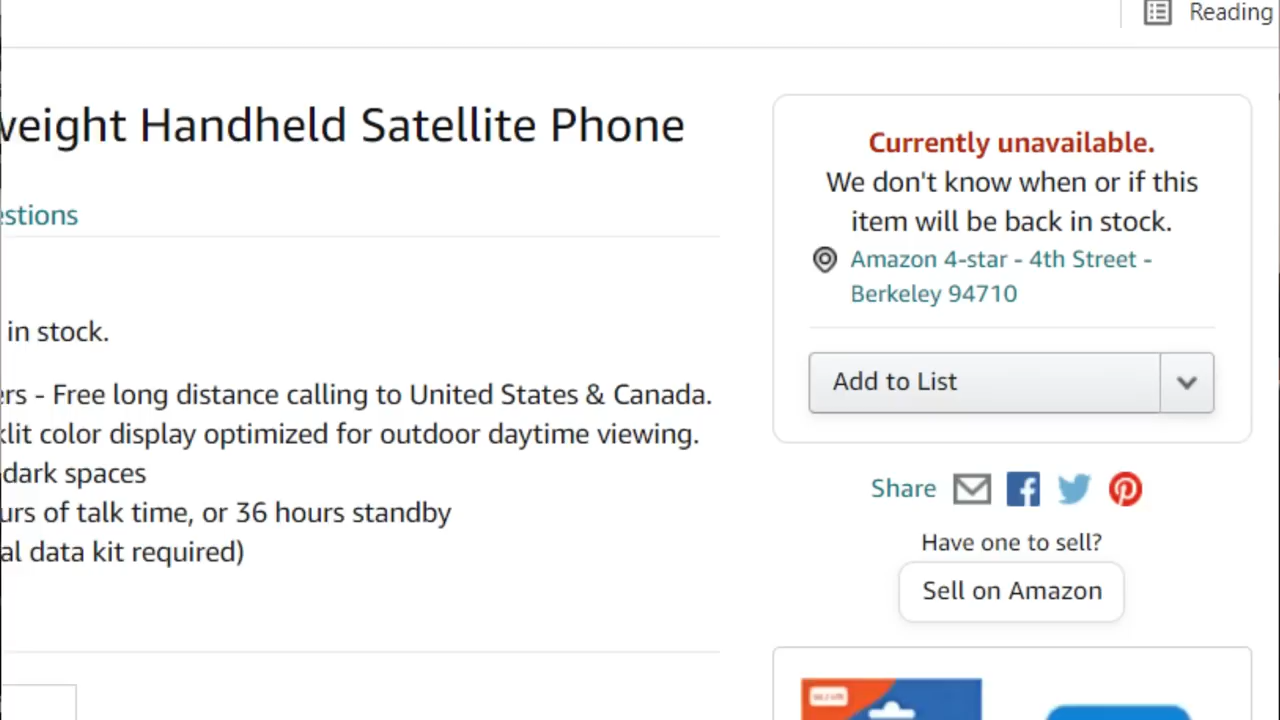 Reading
weight Handheld Satellite Phone
estions
in stock.
ers - Free long distance calling to United States & Canada.
klit color display optimized for outdoor daytime viewing.
-dark spaces
urs of talk time, or 36 hours standby
al data kit required)
Currently unavailable.
We don't know when or if this
item will be back in stock.
Amazon 4-star - 4th Street -
Berkeley 94710
Add to List
Share
Have one to sell?
Sell on Amazon